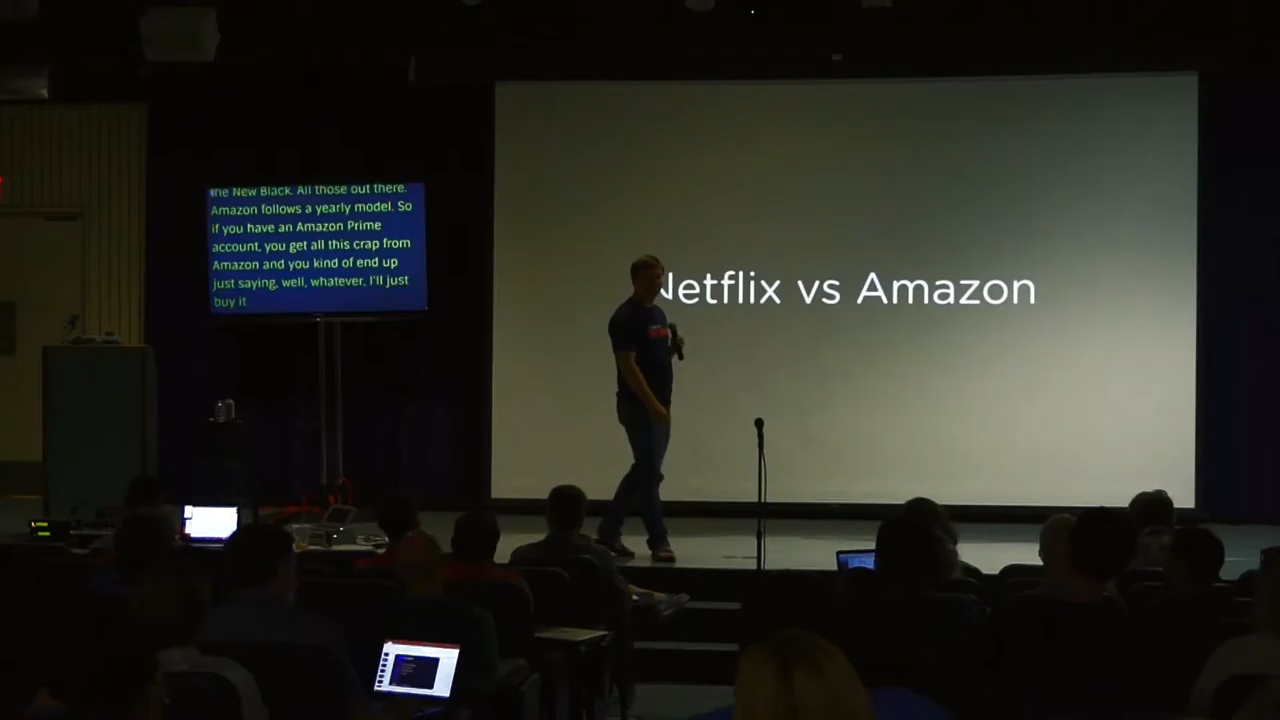 the New Black. All those out there.
Amazon follows a yearly model. So
if you have an Amazon Prime
account, you get all this crap from
Amazon and you kind of end up
just saying, well, whatever, I'll just
buy it
Netflix vs Amazon